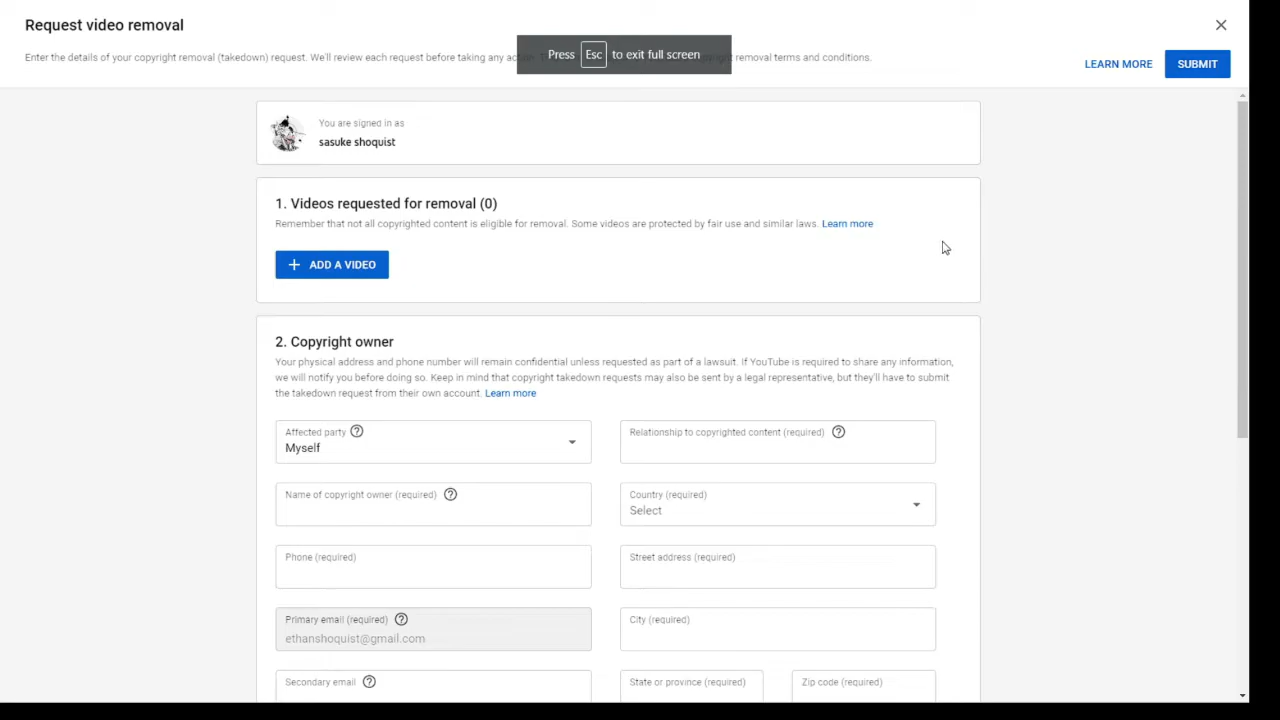 Request video removal
Enter the details of your copyright removal (takedown) request. We'll review each request before taking any removal terms and conditions.
Press Esc to exit full screen
LEARN MORE
SUBMIT
You are signed in as
sasuke shoquist
1. Videos requested for removal (0)
Remember that not all copyrighted content is eligible for removal. Some videos are protected by fair use and similar laws. Learn more
+ ADD A VIDEO
2. Copyright owner
Your physical address and phone number will remain confidential unless requested as part of a lawsuit. If YouTube is required to share any information,
we will notify you before doing so. Keep in mind that copyright takedown requests may also be sent by a legal representative, but they'll have to submit
the takedown request from their own account. Learn more
Affected party
Myself
Relationship to copyrighted content (required)
Name of copyright owner (required)
Country (required)
Select
Phone (required)
Street address (required)
Primary email (required)
ethanshoquist@gmail.com
City (required)
Secondary email
State or province (required)
Zip code (required)